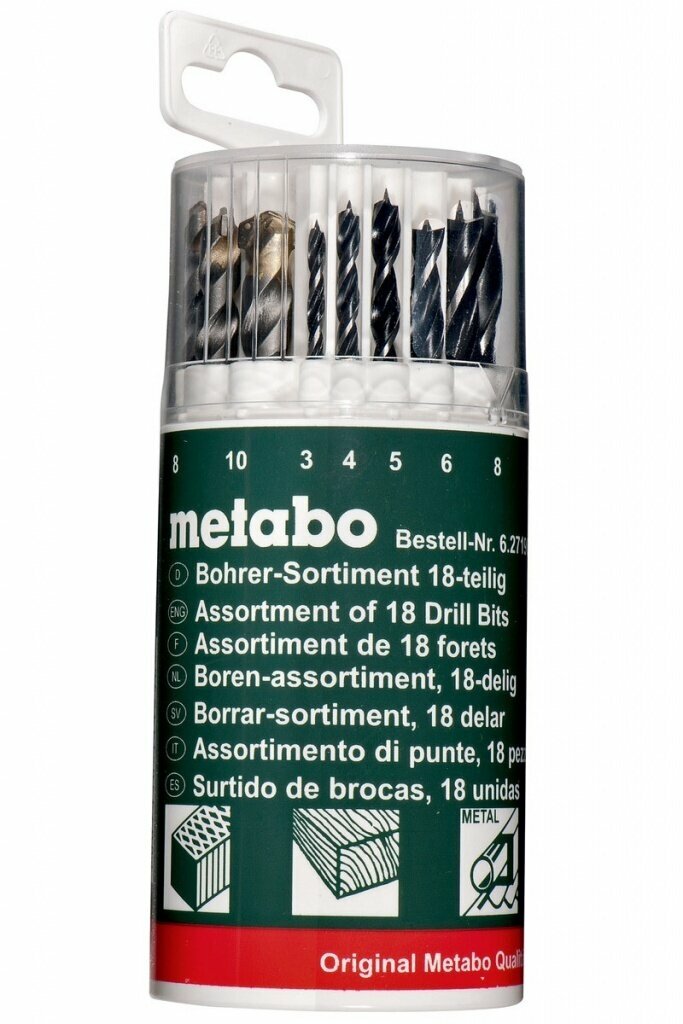 8 10 3 4 5 6 8
metabo Bestell-Nr. 6.2719
D Bohrer-Sortiment 18-teilig
ENG Assortment of 18 Drill Bits
F Assortiment de 18 forets
NL Boren-assortiment, 18-delig
SV Borrar-sortiment, 18 delar
IT Assortimento di punte, 18
ES Surtido de brocas, 18 unidas
METAL
Original Metabo